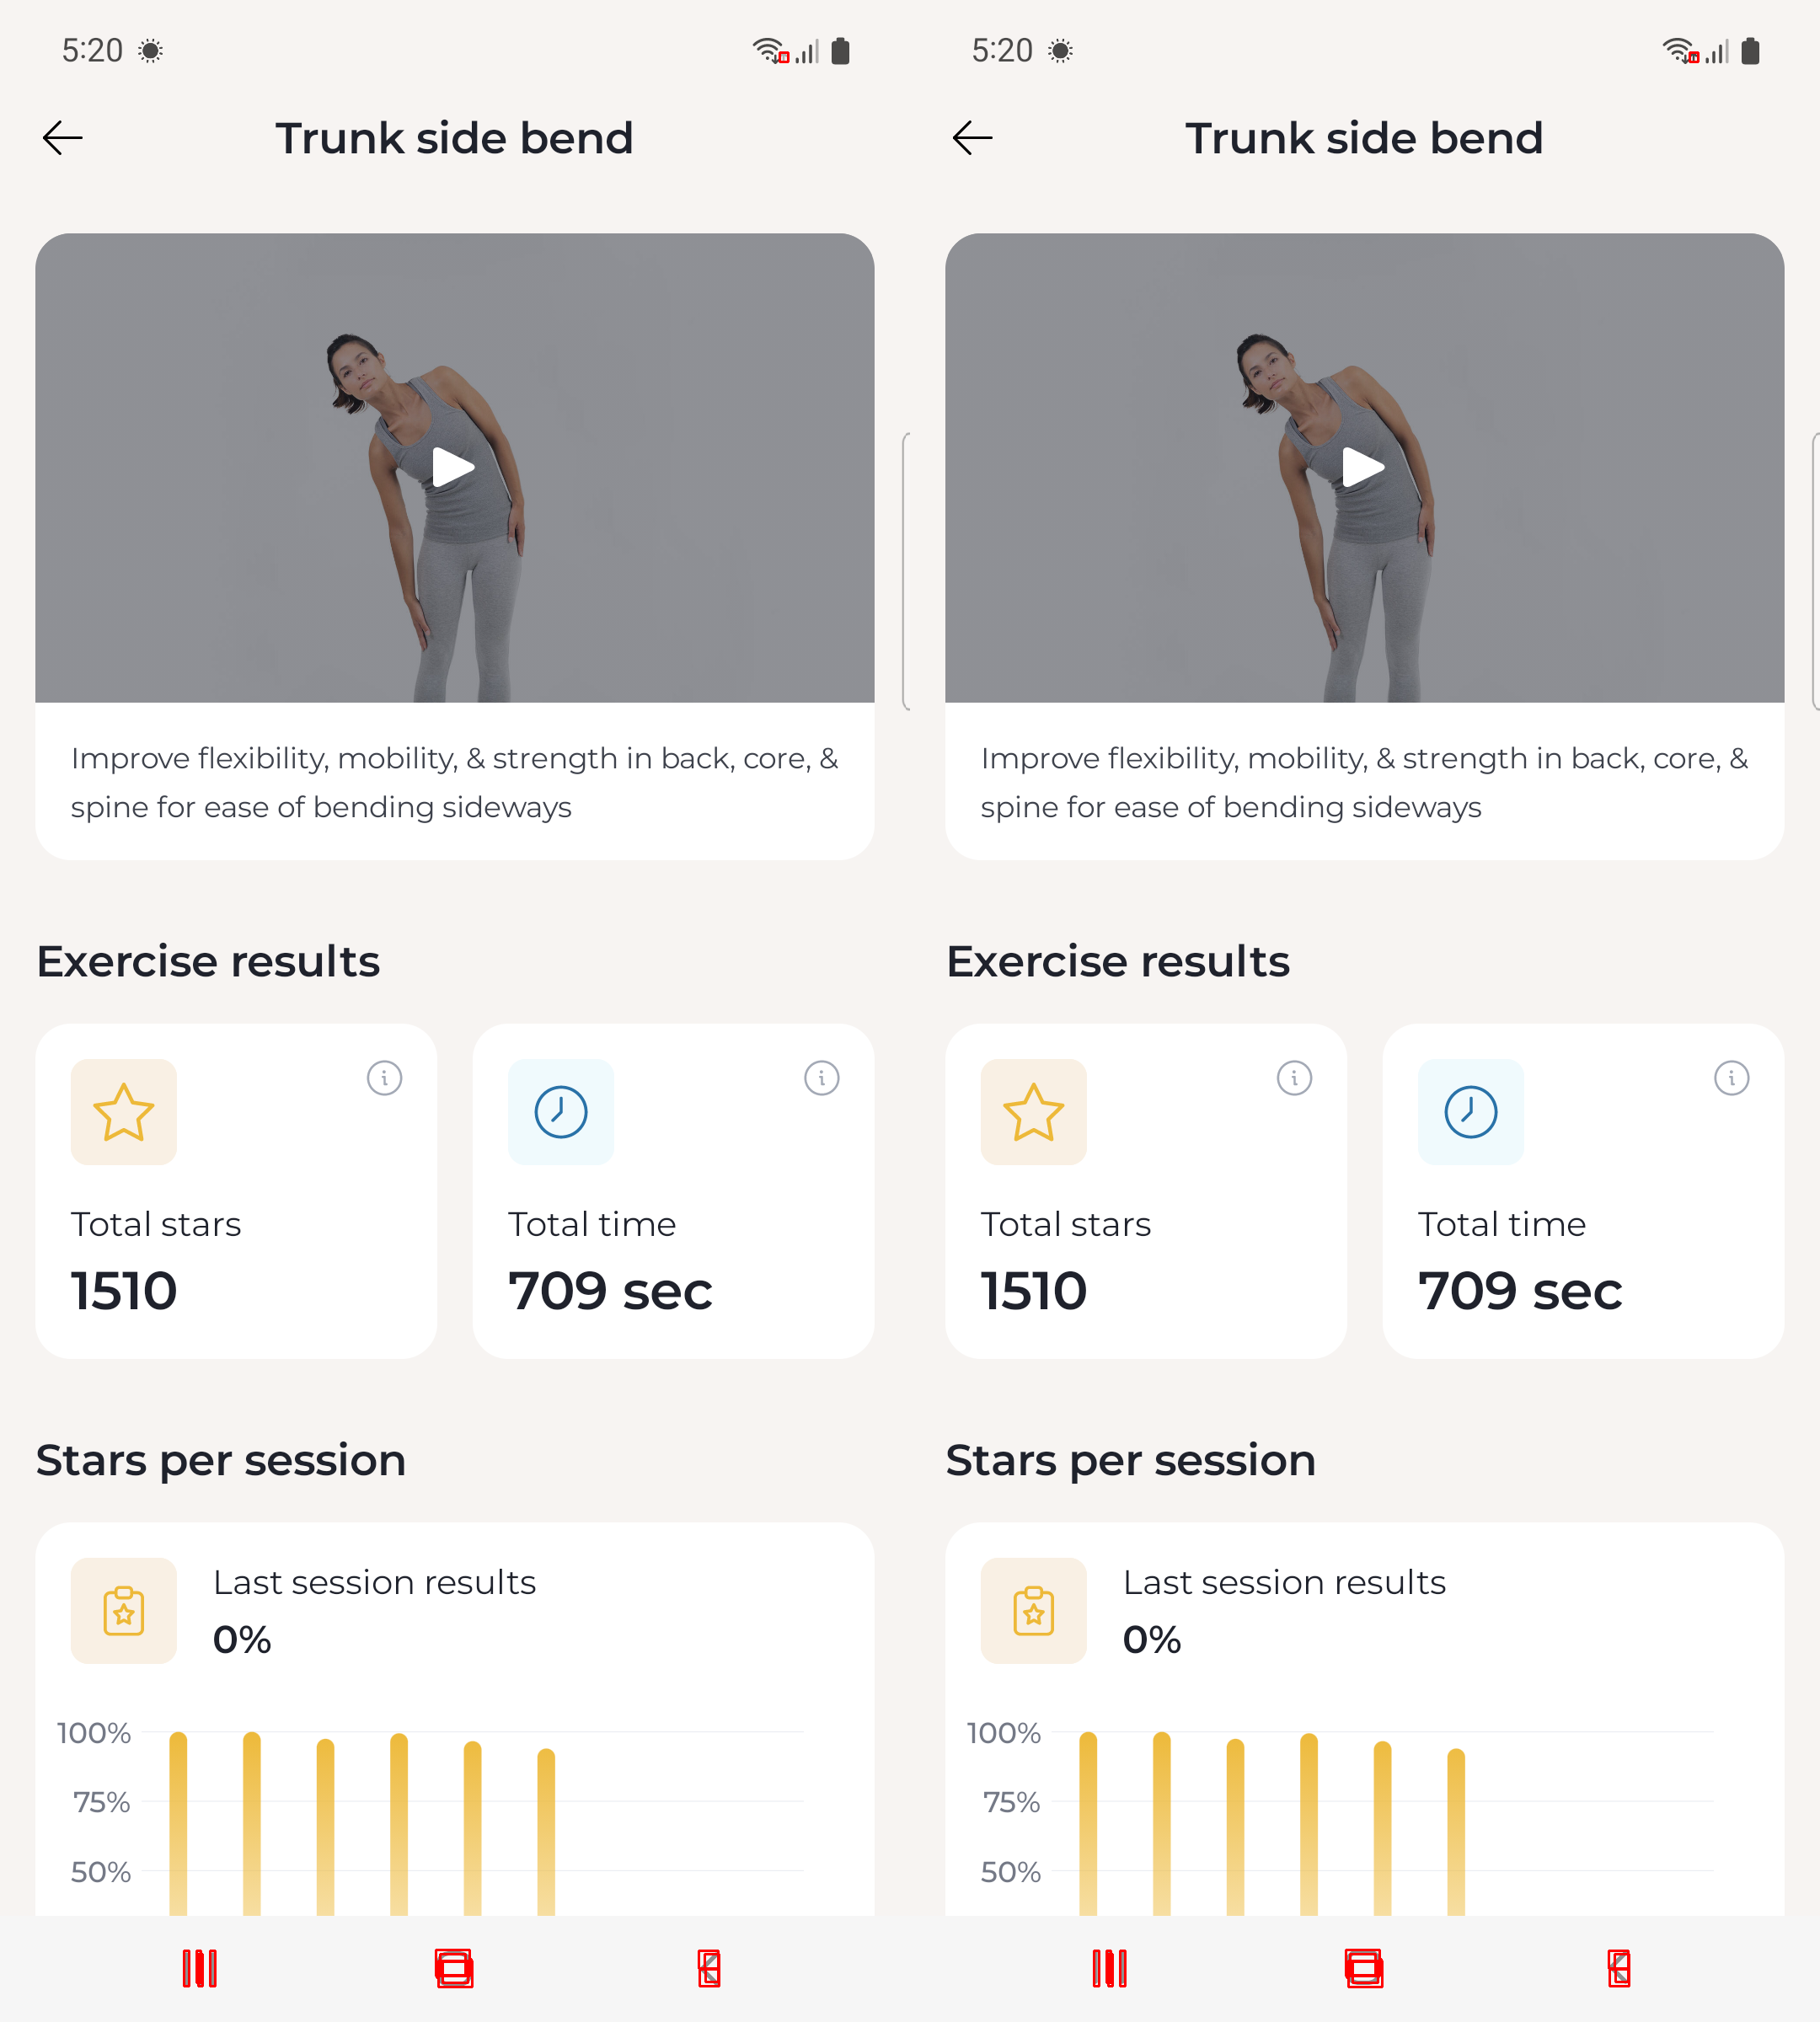 5:20
Trunk side bend
Improve flexibility, mobility, & strength in back, core, &
spine for ease of bending sideways
Exercise results
Total stars
1510
Total time
709 sec
Stars per session
Last session results
0%
100%
75%
50%
5:20
Trunk side bend
Improve flexibility, mobility, & strength in back, core, &
spine for ease of bending sideways
Exercise results
Total stars
1510
Total time
709 sec
Stars per session
Last session results
0%
100%
75%
50%